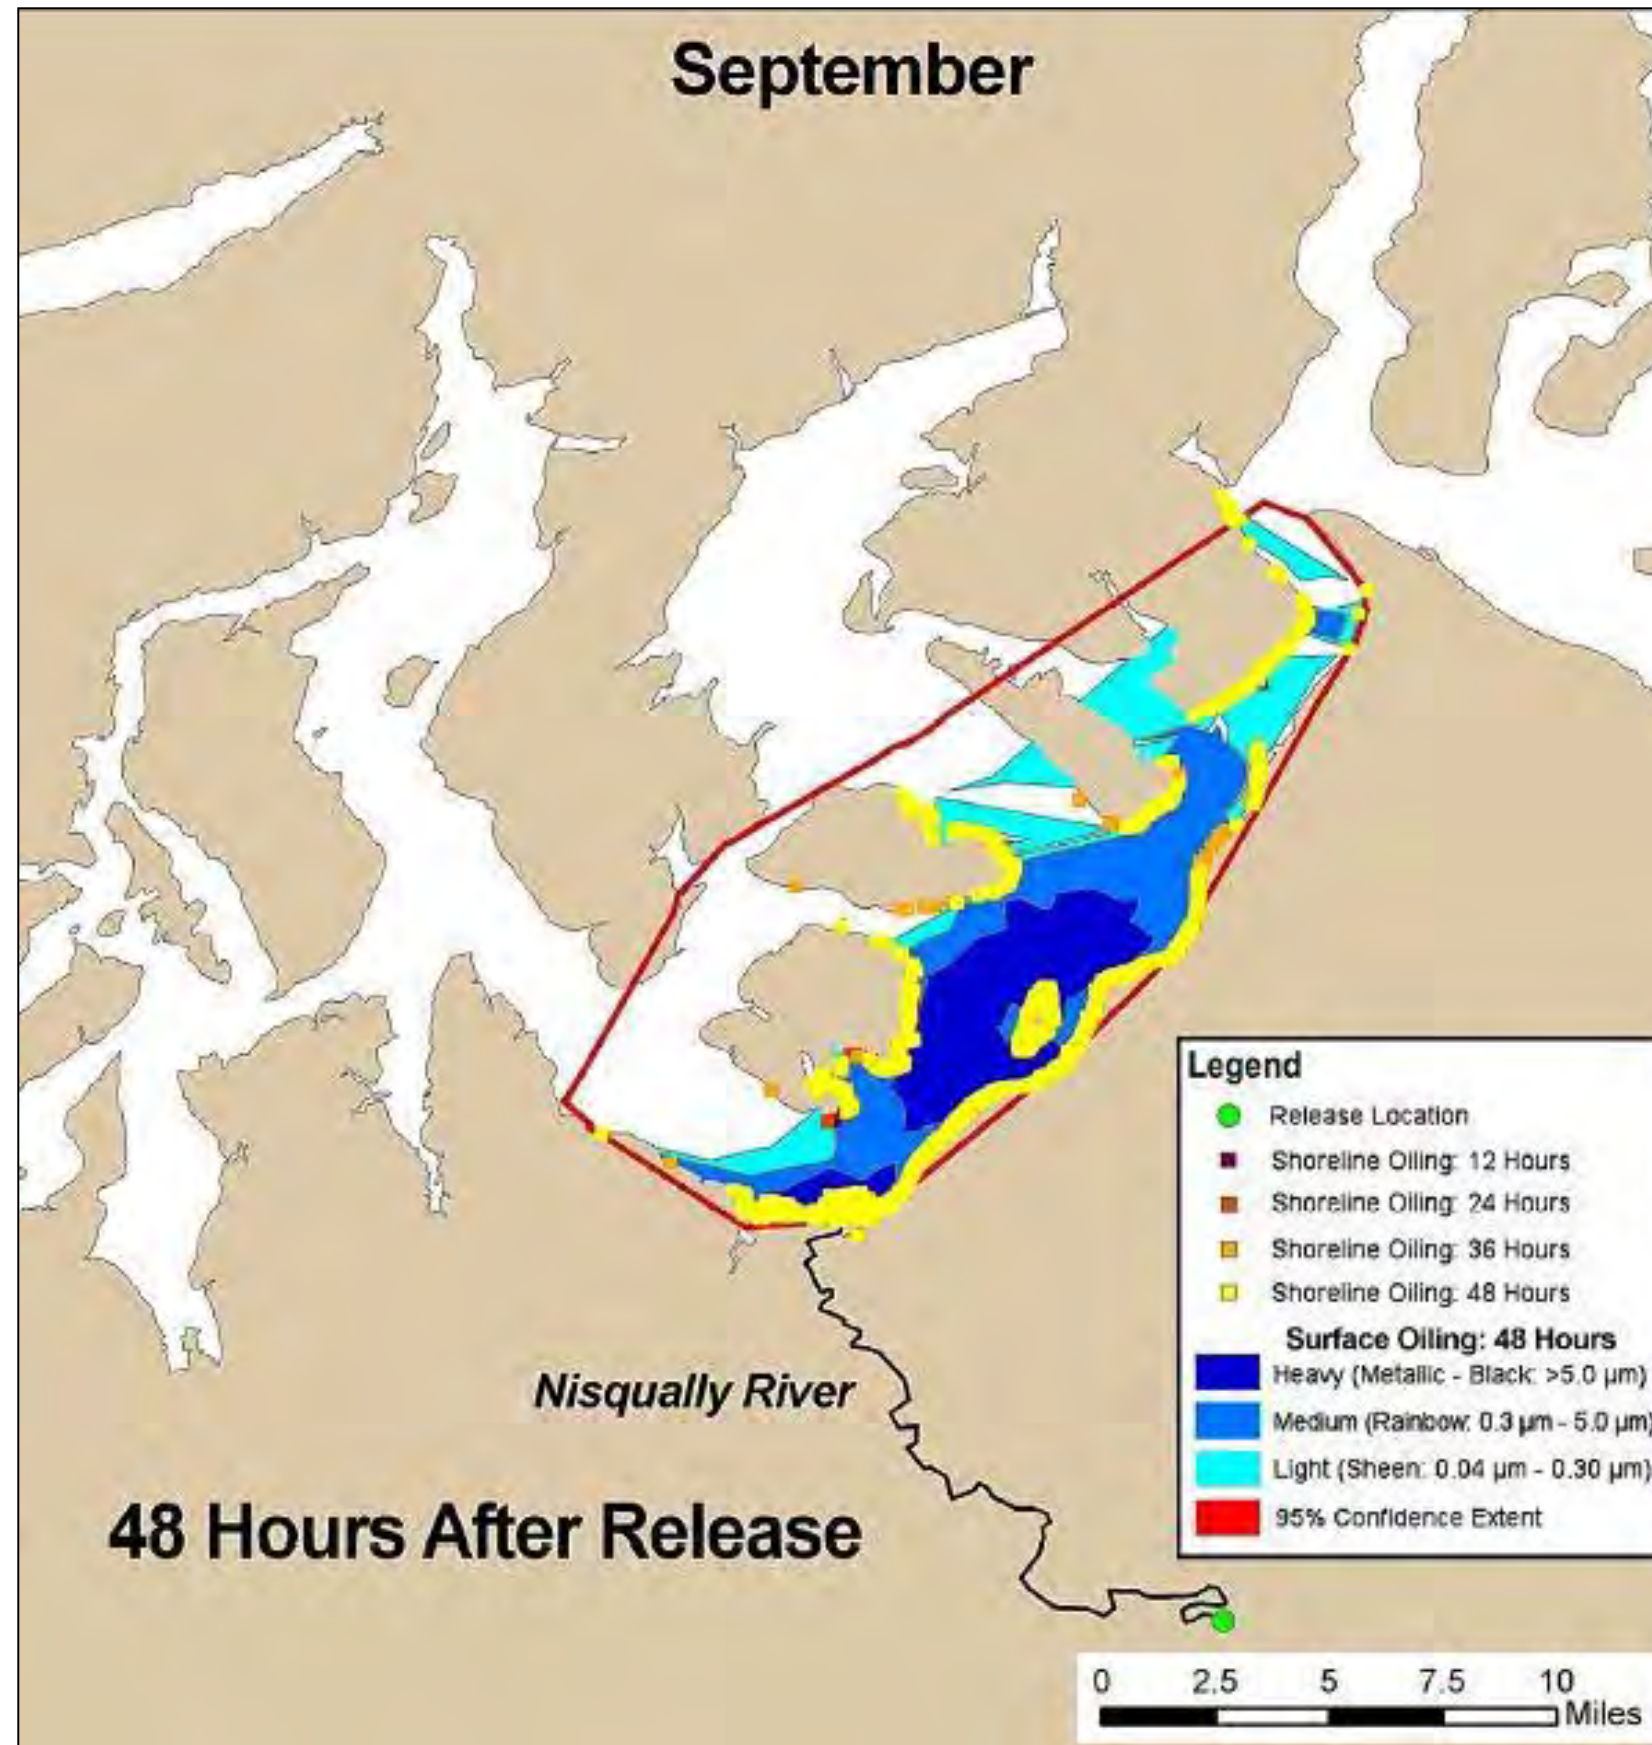 September
Legend
Release Location
Shoreline Oiling: 12 Hours
Shoreline Oiling: 24 Hours
Shoreline Oiling: 36 Hours
Shoreline Oiling: 48 Hours
Surface Oiling: 48 Hours
Heavy (Metallic - Black: >5.0 µm)
Medium (Rainbow: 0.3 µm - 5.0 µm)
Light (Sheen: 0.04 µm - 0.30 µm)
95% Confidence Extent
Nisqually River
48 Hours After Release
0 2.5 5 7.5 10
Miles